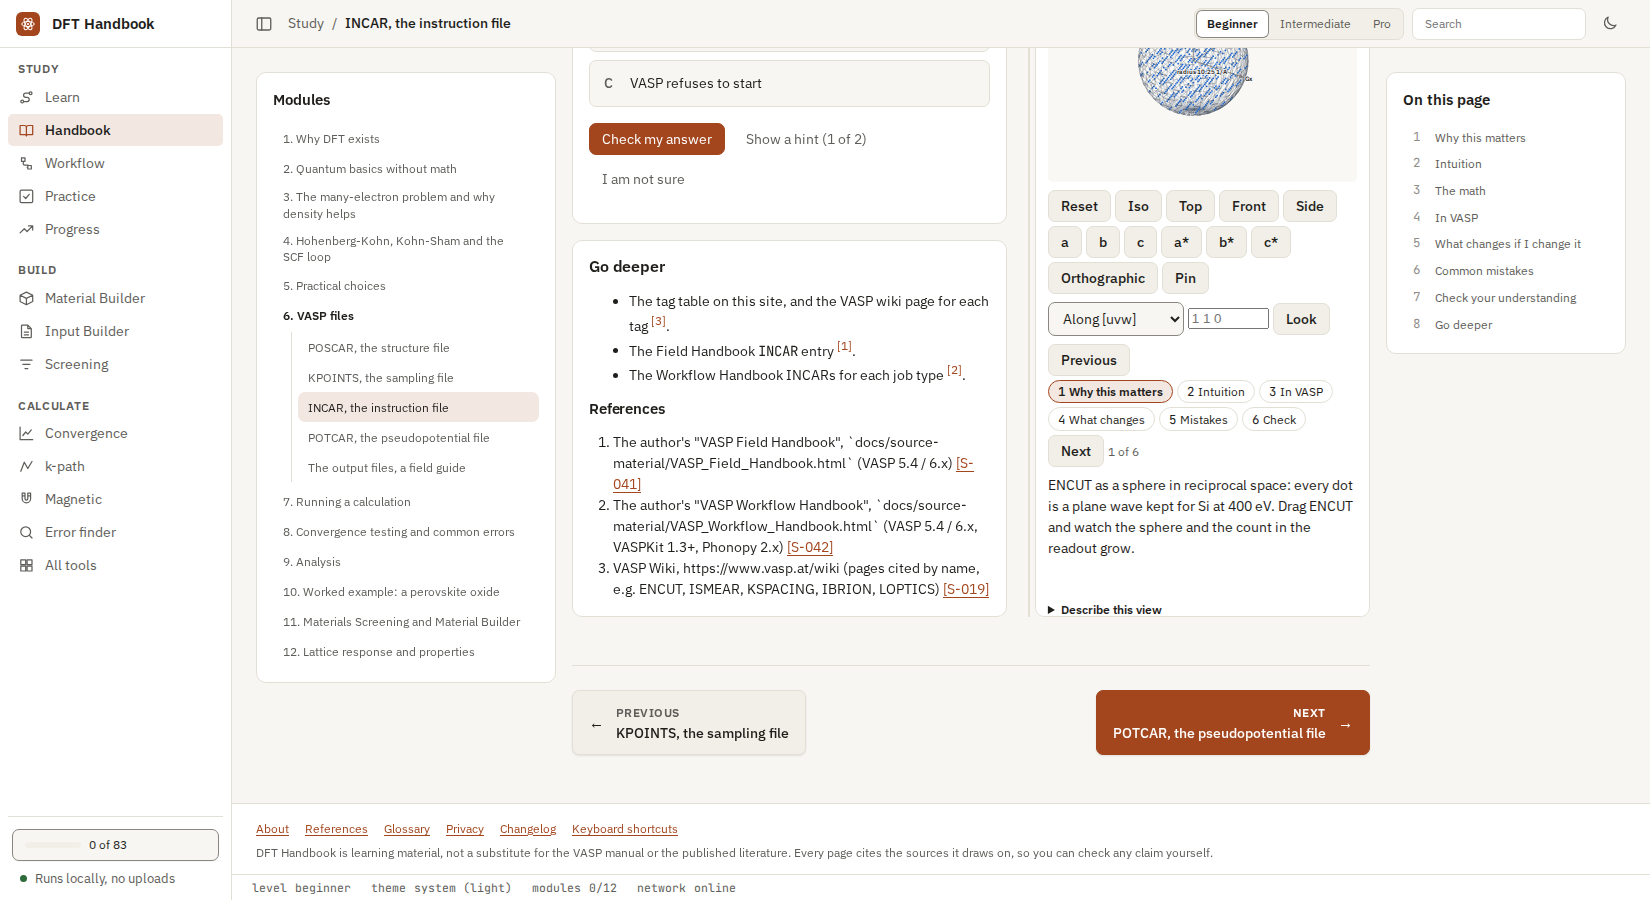 DFT Handbook
STUDY
Learn
Handbook
Workflow
Practice
Progress
BUILD
Material Builder
Input Builder
Screening
CALCULATE
Convergence
k-path
Magnetic
Error finder
All tools
0 of 83
Runs locally, no uploads
Study / INCAR, the instruction file
Beginner Intermediate Pro
Search
Modules
1. Why DFT exists
2. Quantum basics without math
3. The many-electron problem and why
density helps
4. Hohenberg-Kohn, Kohn-Sham and the
SCF loop
5. Practical choices
6. VASP files
POSCAR, the structure file
KPOINTS, the sampling file
INCAR, the instruction file
POTCAR, the pseudopotential file
The output files, a field guide
7. Running a calculation
8. Convergence testing and common errors
9. Analysis
10. Worked example: a perovskite oxide
11. Materials Screening and Material Builder
12. Lattice response and properties
C VASP refuses to start
Check my answer Show a hint (1 of 2)
I am not sure
Go deeper
• The tag table on this site, and the VASP wiki page for each
tag [3].
• The Field Handbook INCAR entry [1].
• The Workflow Handbook INCARs for each job type [2].
References
1. The author's "VASP Field Handbook", `docs/source-
material/VASP_Field_Handbook.html` (VASP 5.4 / 6.x) [S-
041]
2. The author's "VASP Workflow Handbook", `docs/source-
material/VASP_Workflow_Handbook.html` (VASP 5.4 / 6.x,
VASPKit 1.3+, Phonopy 2.x) [S-042]
3. VASP Wiki, https://www.vasp.at/wiki (pages cited by name,
e.g. ENCUT, ISMEAR, KSPACING, IBRION, LOPTICS) [S-019]
radius 10.25 1/A
Gx
Reset Iso Top Front Side
a b c a* b* c*
Orthographic Pin
Along [uvw] 1 1 0 Look
Previous
1 Why this matters 2 Intuition 3 In VASP
4 What changes 5 Mistakes 6 Check
Next 1 of 6
ENCUT as a sphere in reciprocal space: every dot
is a plane wave kept for Si at 400 eV. Drag ENCUT
and watch the sphere and the count in the
readout grow.
Describe this view
On this page
1 Why this matters
2 Intuition
3 The math
4 In VASP
5 What changes if I change it
6 Common mistakes
7 Check your understanding
8 Go deeper
← PREVIOUS
KPOINTS, the sampling file
NEXT →
POTCAR, the pseudopotential file
About References Glossary Privacy Changelog Keyboard shortcuts
DFT Handbook is learning material, not a substitute for the VASP manual or the published literature. Every page cites the sources it draws on, so you can check any claim yourself.
level beginner theme system (light) modules 0/12 network online